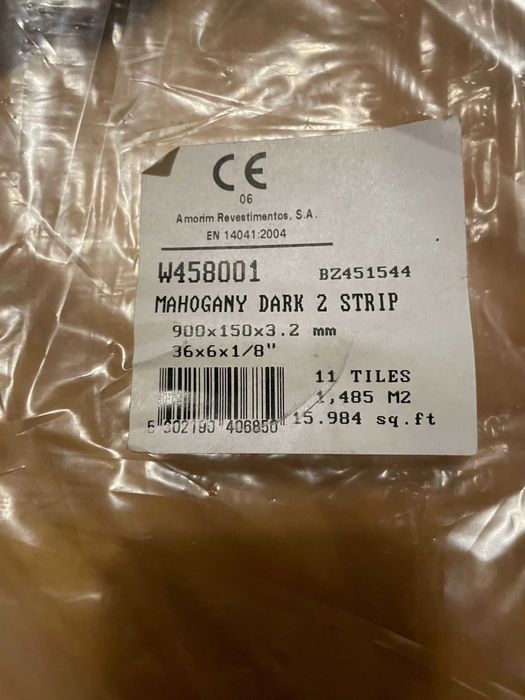 CE
06
Amorim Revestimentos, S.A.
EN 14041:2004
W458001 BZ451544
MAHOGANY DARK 2 STRIP
900x150x3.2 mm
36x6x1/8"
11 TILES
1,485 M2
15.984 sq.ft